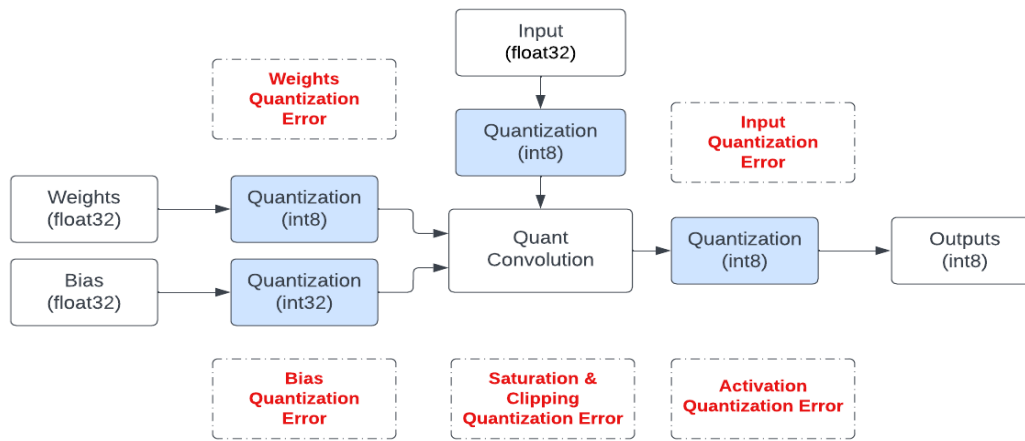 Input
(float32)
Weights
Quantization
Error
Quantization
(int8)
Input
Quantization
Error
Weights
(float32)
Quantization
(int8)
Quant
Convolution
Quantization
(int8)
Outputs
(int8)
Bias
(float32)
Quantization
(int32)
Bias
Quantization
Error
Saturation &
Clipping
Quantization Error
Activation
Quantization Error